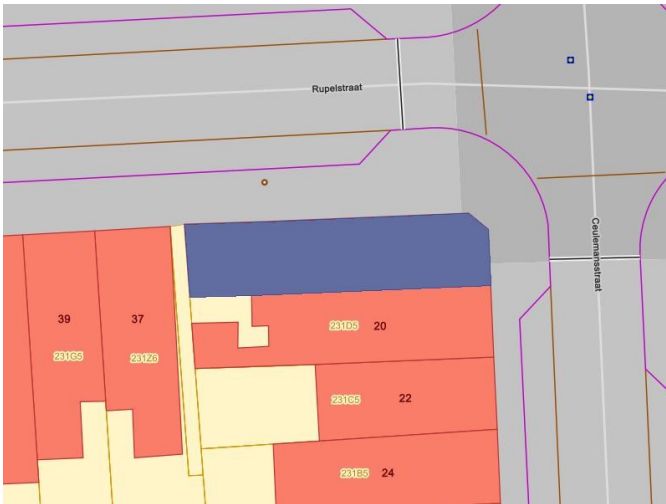 Rupelstraat
Ceulemansstraat
39
37
231G5
231Z6
231D5 20
231C5 22
231B5 24